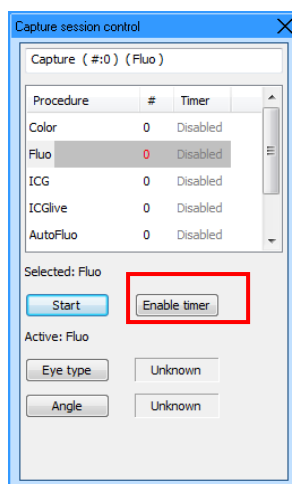 Capture session control
Capture ( #:0 ) ( Fluo )
Procedure # Timer
Color 0 Disabled
Fluo 0 Disabled
ICG 0 Disabled
ICGlive 0 Disabled
AutoFluo 0 Disabled
Selected: Fluo
Start Enable timer
Active: Fluo
Eye type Unknown
Angle Unknown